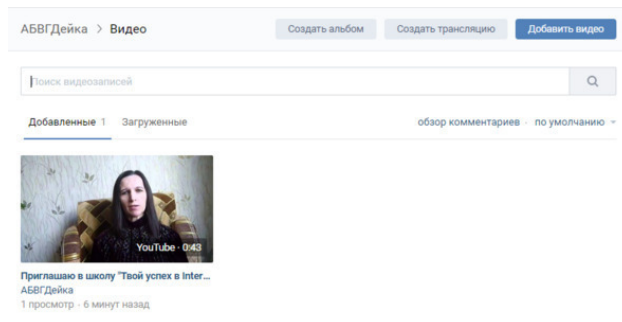 АБВГДейка > Видео Создать альбом Создать трансляцию Добавить видео
Поиск видеозаписей
Добавленные 1 Загруженные обзор комментариев · по умолчанию
YouTube · 0:43
Приглашаю в школу "Твой успех в Inter...
АБВГДейка
1 просмотр · 6 минут назад